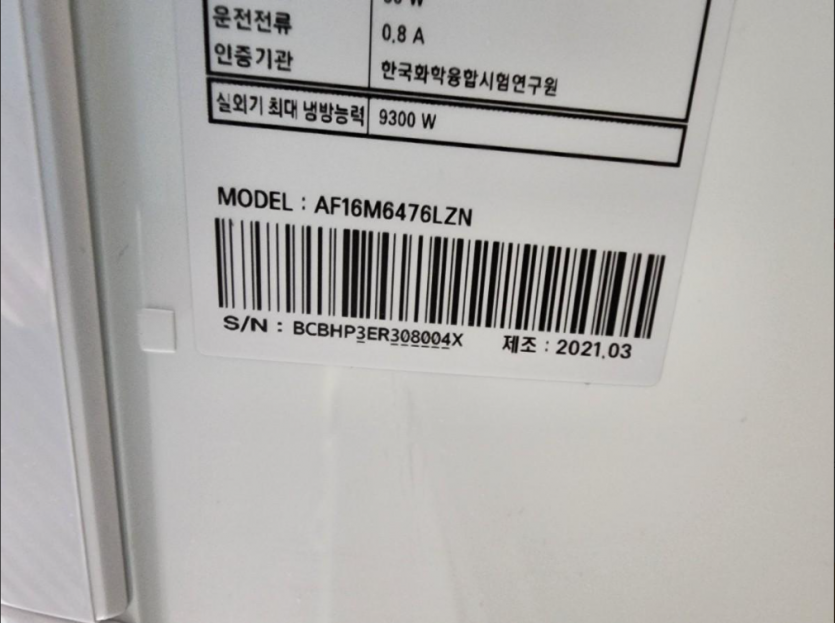 운전전류 0.8 A
인증기관 한국화학융합시험연구원
실외기 최대 냉방능력 9300 W
MODEL : AF16M6476LZN
S/N : BCBHP3ER308004X 제조 : 2021.03